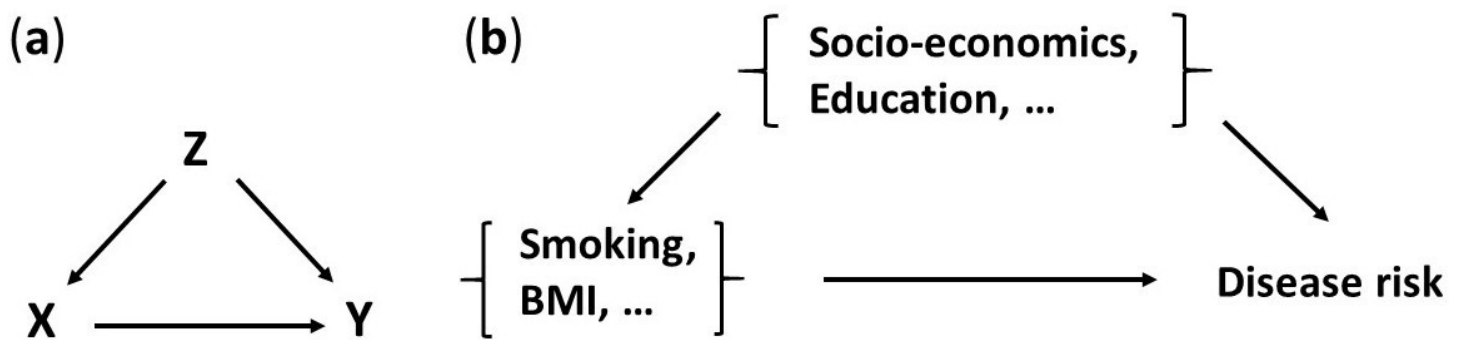 (a)
Z
X
Y
(b)
Socio-economics,
Education, ...
Smoking,
BMI, ...
Disease risk